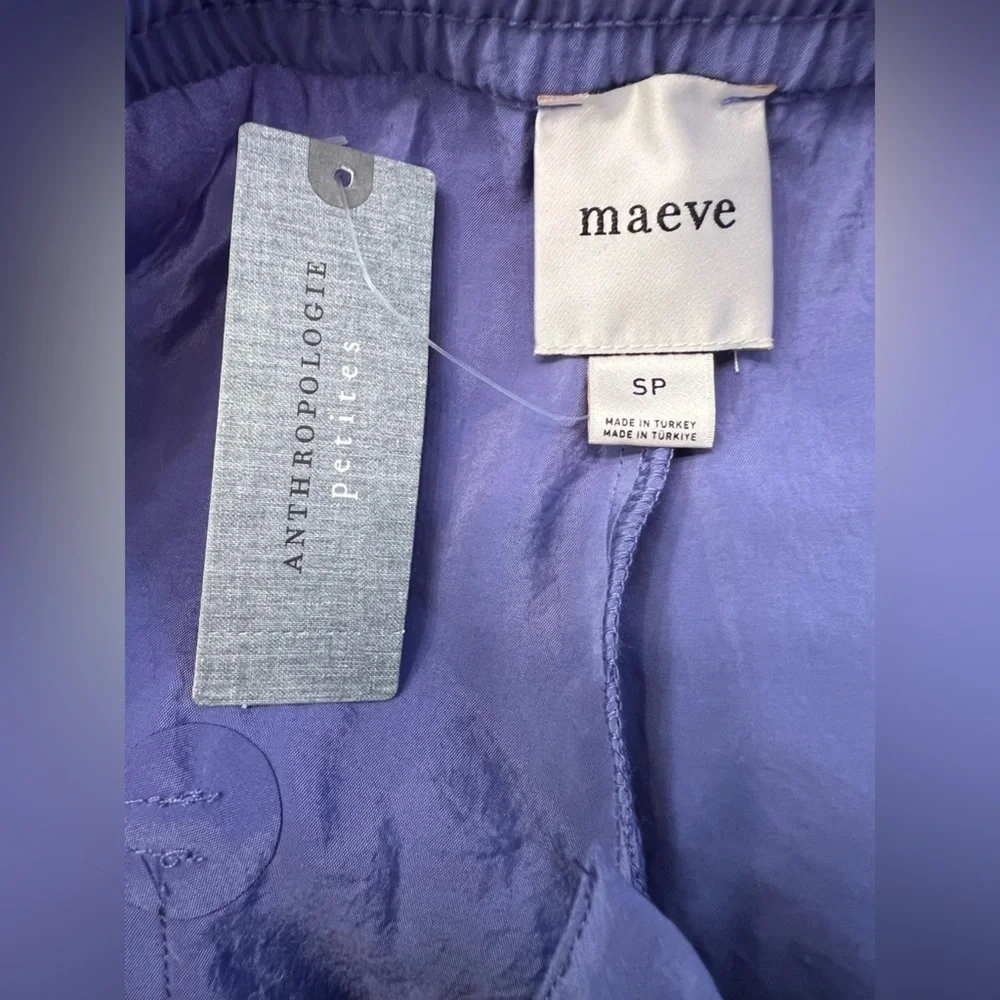 ANTHROPOLOGIE
petites
maeve
SP
MADE IN TURKEY
MADE IN TÜRKIYE